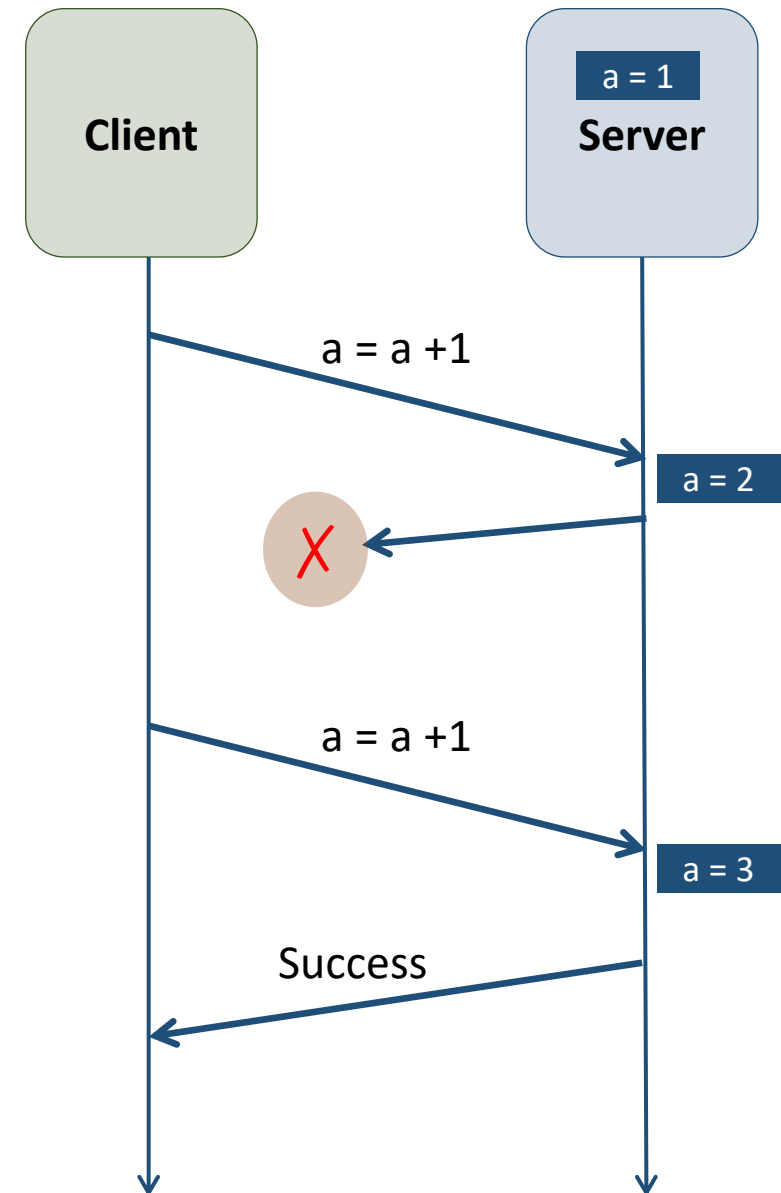 a = 1
Client
Server
a = a +1
a = 2
X
a = a +1
a = 3
Success